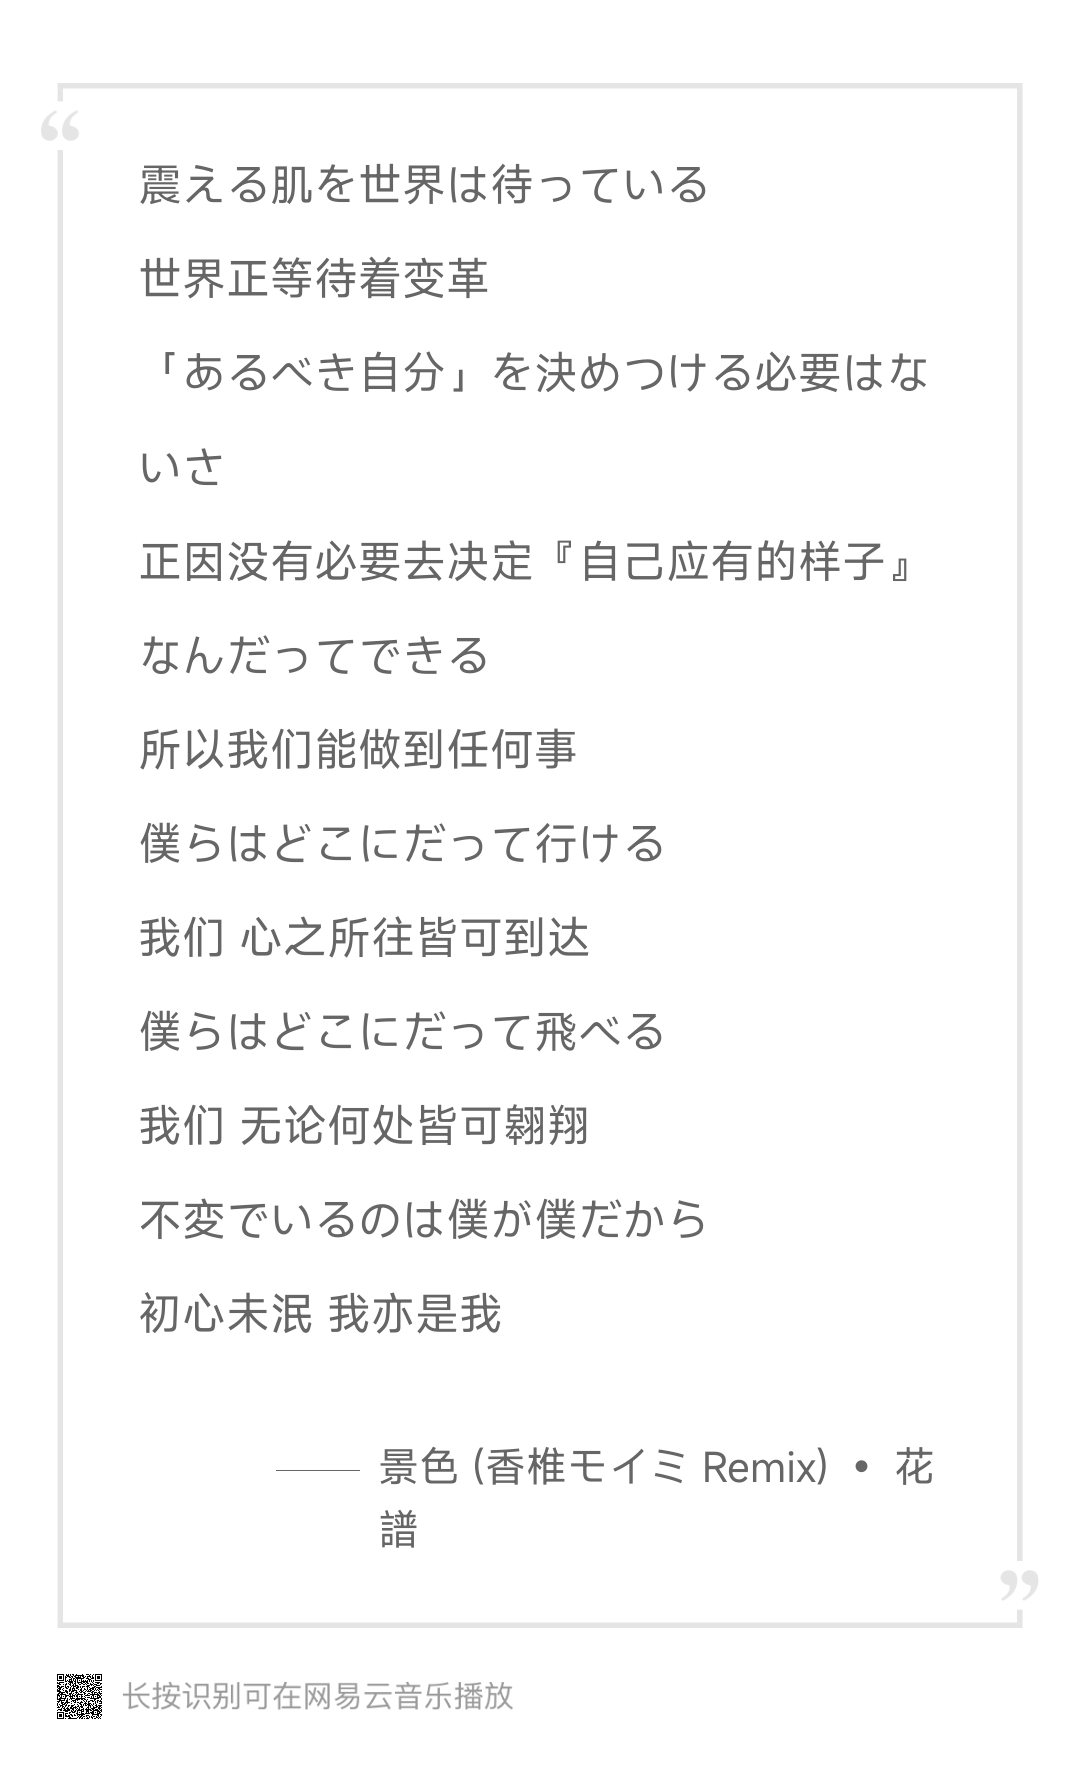 “
震える肌を世界は待っている
世界正等待着变革
「あるべき自分」を決めつける必要はな
いさ
正因没有必要去决定『自己应有的样子』
なんだってできる
所以我们能做到任何事
僕らはどこにだって行ける
我们 心之所往皆可到达
僕らはどこにだって飛べる
我们 无论何处皆可翱翔
不変でいるのは僕が僕だから
初心未泯 我亦是我
—— 景色 (香椎モイミ Remix) • 花
譜
”
长按识别可在网易云音乐播放